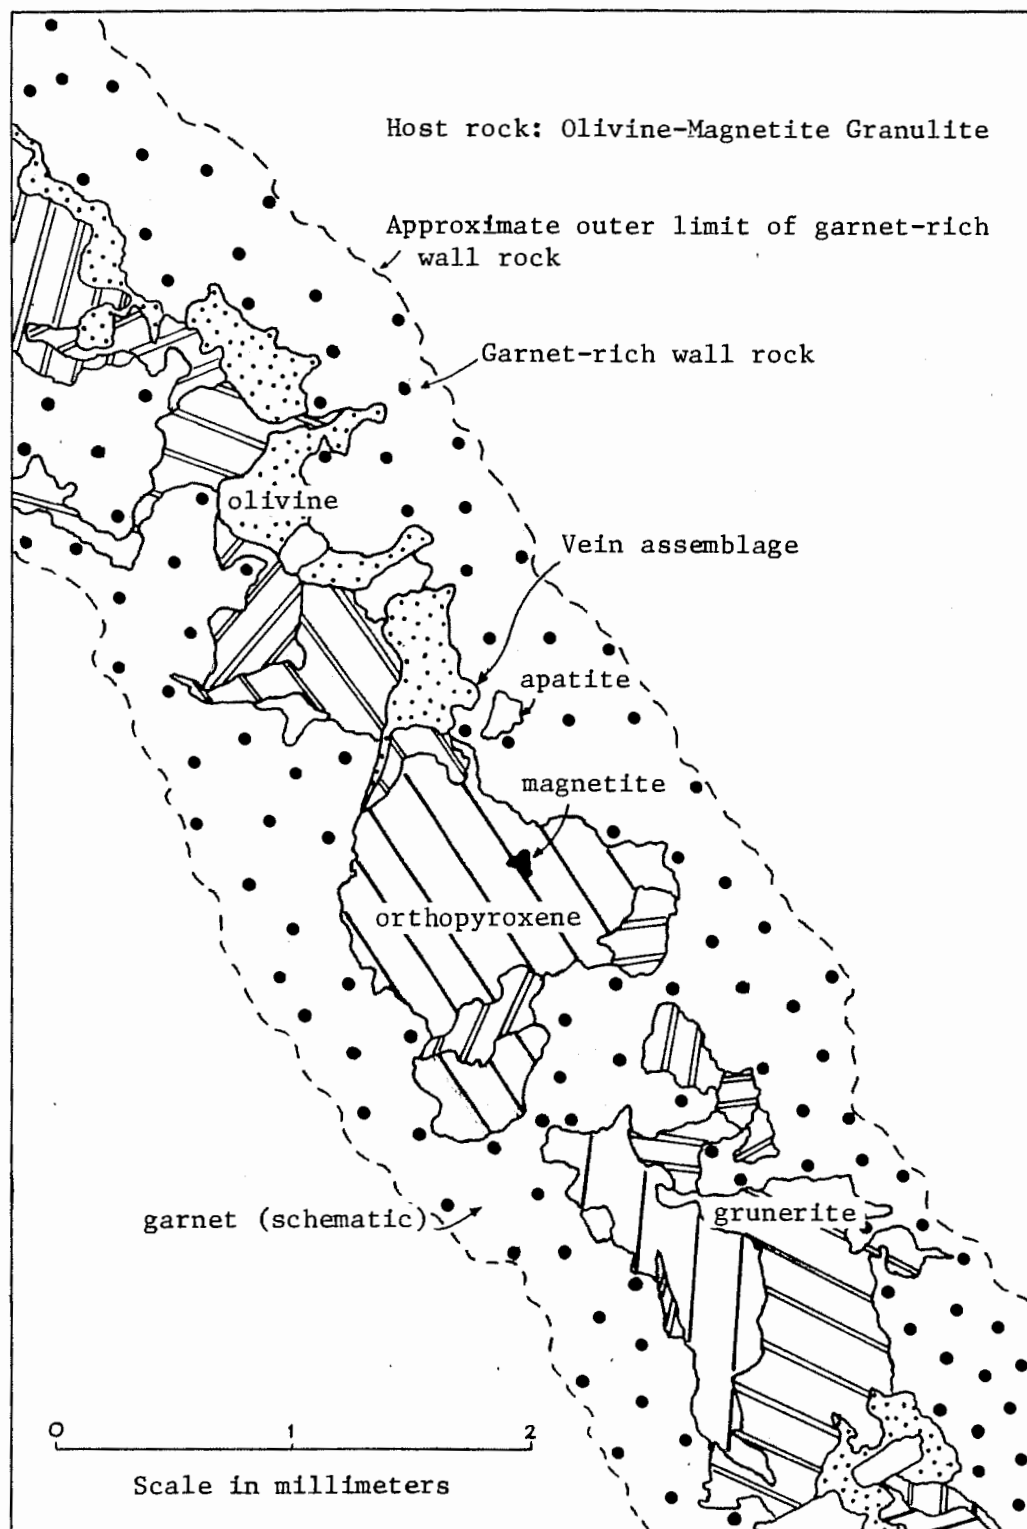 Host rock: Olivine-Magnetite Granulite
Approximate outer limit of garnet-rich
wall rock
Garnet-rich wall rock
olivine
Vein assemblage
apatite
magnetite
orthopyroxene
garnet (schematic)
grunerite
0 1 2
Scale in millimeters